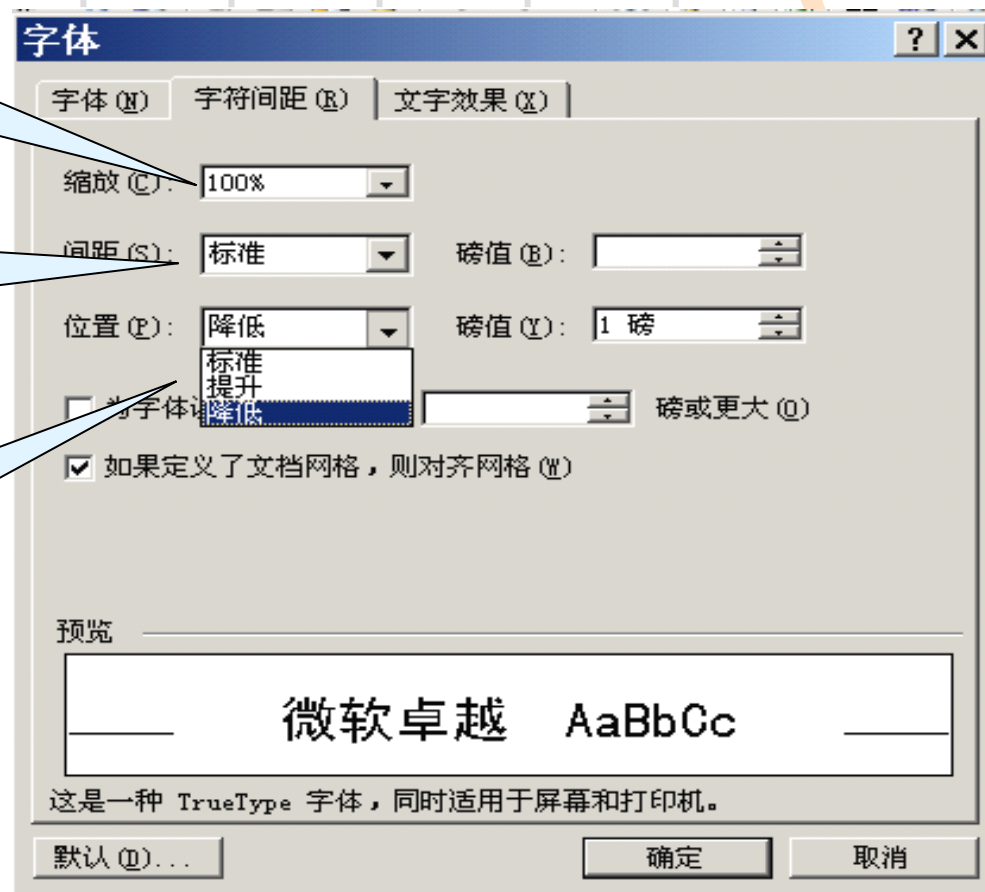 字体
字体(N) 字符间距(R) 文字效果(X)
缩放(C): 100%
间距(S): 标准 磅值(B):
位置(P): 降低 磅值(Y): 1 磅
标准
提升
降低
为字体 磅或更大(O)
如果定义了文档网格，则对齐网格(W)
预览
微软卓越 AaBbCc
这是一种 TrueType 字体，同时适用于屏幕和打印机。
默认(D)... 确定 取消